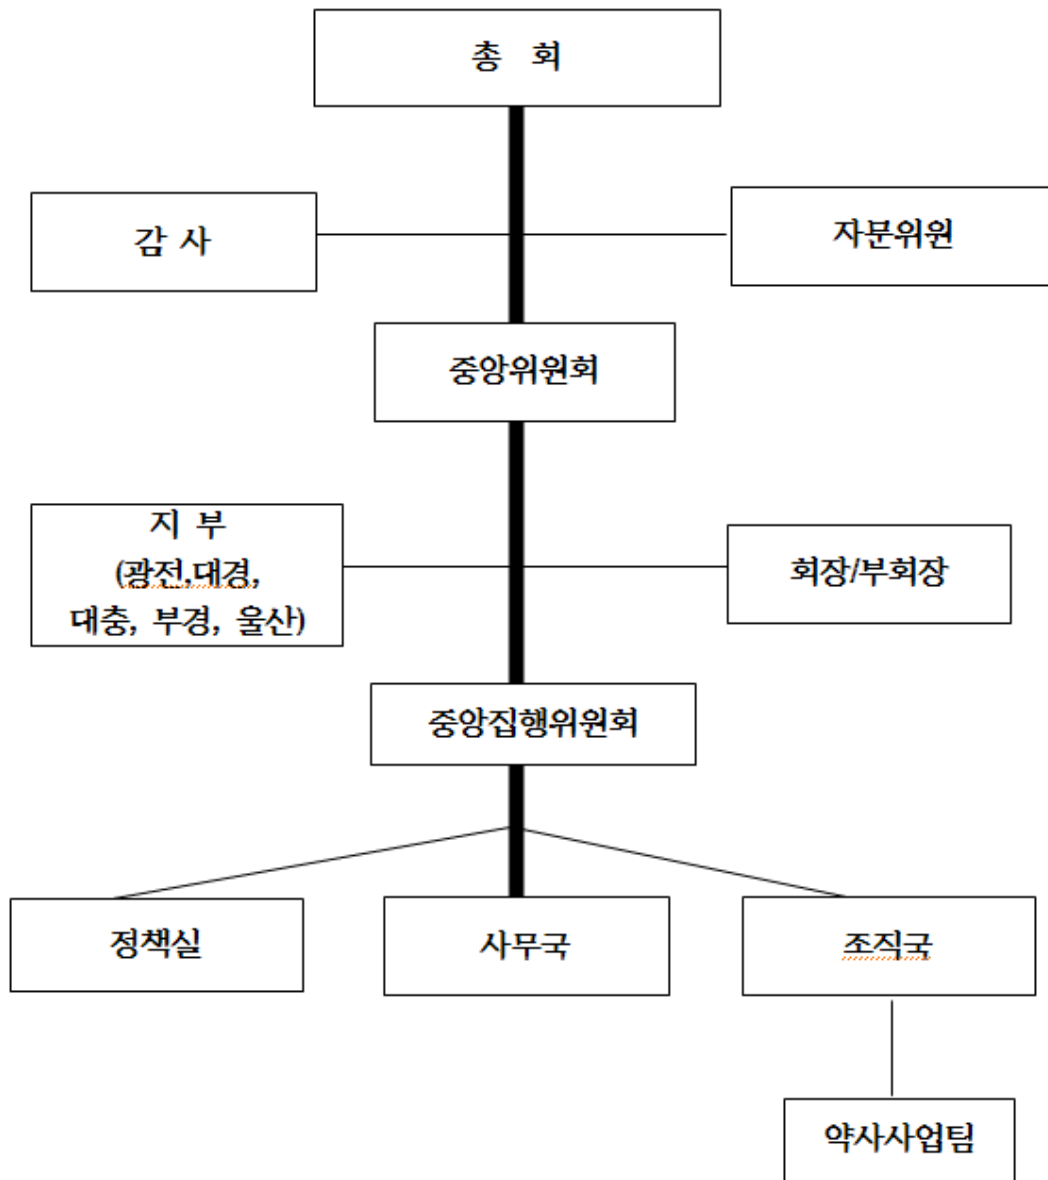 총 회
감 사
자분위원
중앙위원회
지 부
(광전,대경,
대충, 부경, 울산)
회장/부회장
중앙집행위원회
정책실
사무국
조직국
약사사업팀